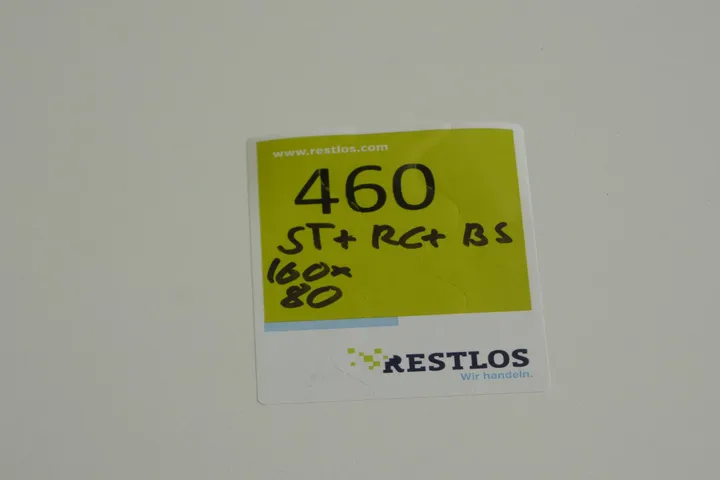 www.restlos.com
460
ST+ RC+ BS
160x
80
RESTLOS
Wir handeln.